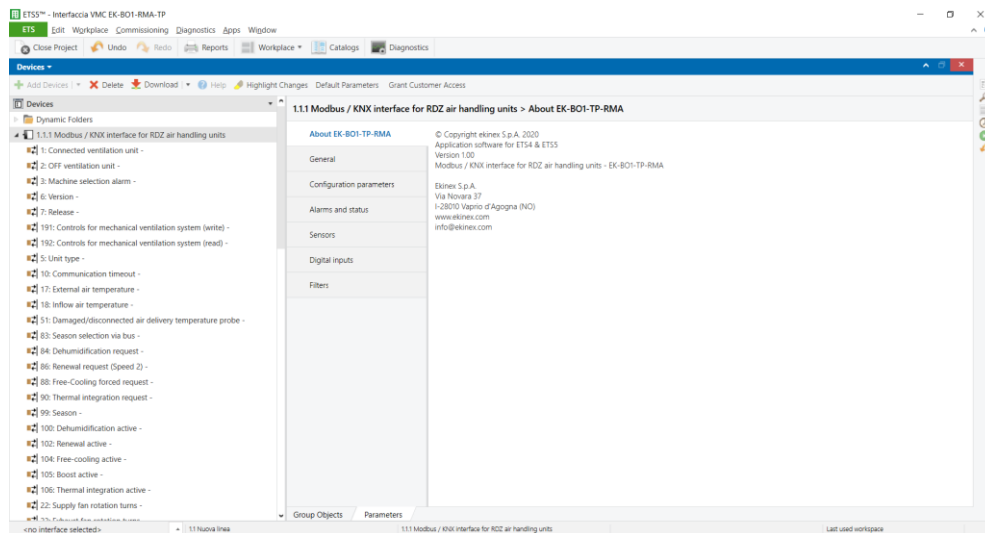 ETS5™ - Interfaccia VMC EK-BO1-RMA-TP
ETS Edit Workplace Commissioning Diagnostics Apps Window
Close Project Undo Redo Reports Workplace Catalogs Diagnostics
Devices
Add Devices Delete Download Help Highlight Changes Default Parameters Grant Customer Access
Devices
Dynamic Folders
1.1.1 Modbus / KNX interface for RDZ air handling units
1: Connected ventilation unit -
2: OFF ventilation unit -
3: Machine selection alarm -
6: Version -
7: Release -
191: Controls for mechanical ventilation system (write) -
192: Controls for mechanical ventilation system (read) -
5: Unit type -
10: Communication timeout -
17: External air temperature -
18: Inflow air temperature -
51: Damaged/disconnected air delivery temperature probe -
83: Season selection via bus -
84: Dehumidification request -
86: Renewal request (Speed 2) -
88: Free-Cooling forced request -
90: Thermal integration request -
99: Season -
100: Dehumidification active -
102: Renewal active -
104: Free-cooling active -
105: Boost active -
106: Thermal integration active -
22: Supply fan rotation turns -
1.1.1 Modbus / KNX interface for RDZ air handling units > About EK-BO1-TP-RMA
About EK-BO1-TP-RMA
General
Configuration parameters
Alarms and status
Sensors
Digital inputs
Filters
© Copyright ekinex S.p.A. 2020
Application software for ETS4 & ETS5
Version 1.00
Modbus / KNX interface for RDZ air handling units - EK-BO1-TP-RMA
Ekinex S.p.A.
Via Novara 37
I-28010 Vaprio d'Agogna (NO)
www.ekinex.com
info@ekinex.com
Group Objects Parameters
<no interface selected> 1.1 Nuova linea 1.1.1 Modbus / KNX interface for RDZ air handling units Last used workspace